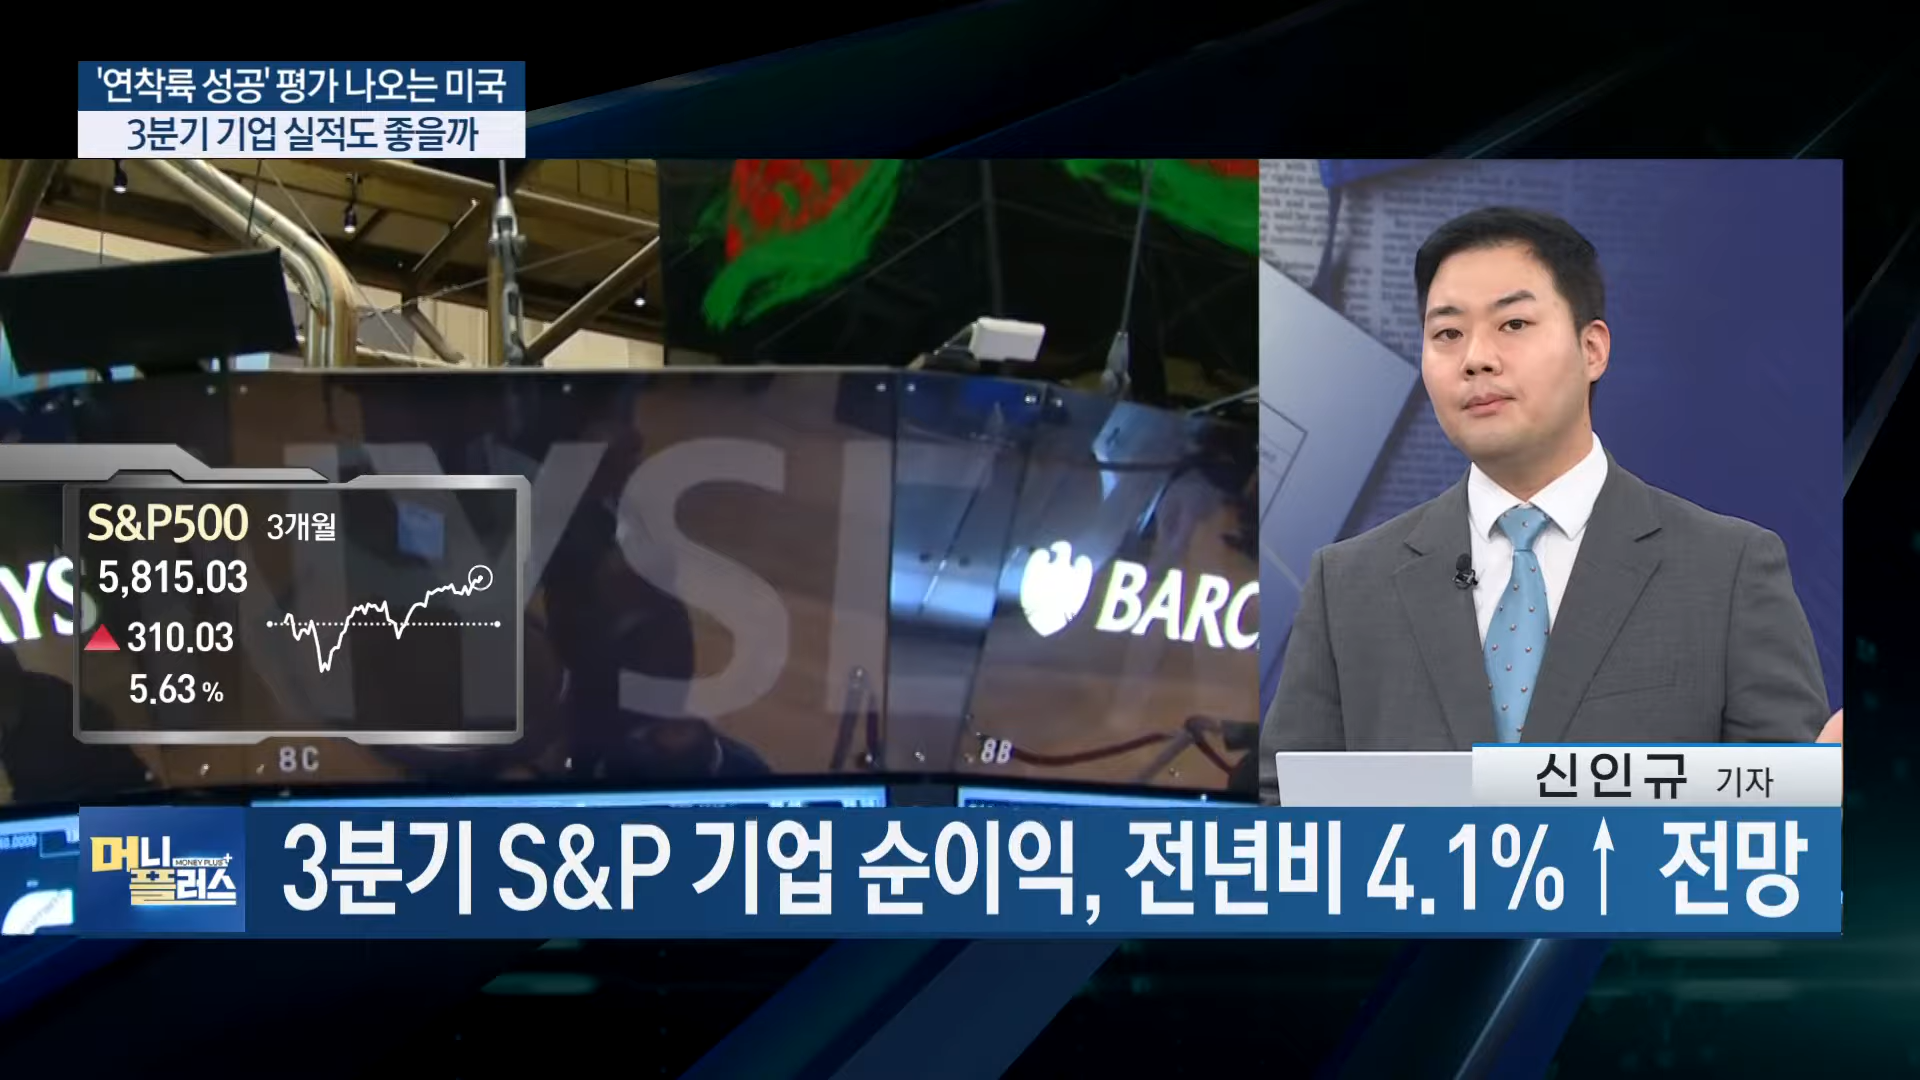 '연착륙 성공' 평가 나오는 미국
3분기 기업 실적도 좋을까
NYSE
S&P500 3개월
5,815.03
▲ 310.03
5.63 %
AYS
BARC
8C
8B
신인규 기자
머니플러스
MONEY PLUS+
3분기 S&P 기업 순이익, 전년비 4.1%↑ 전망